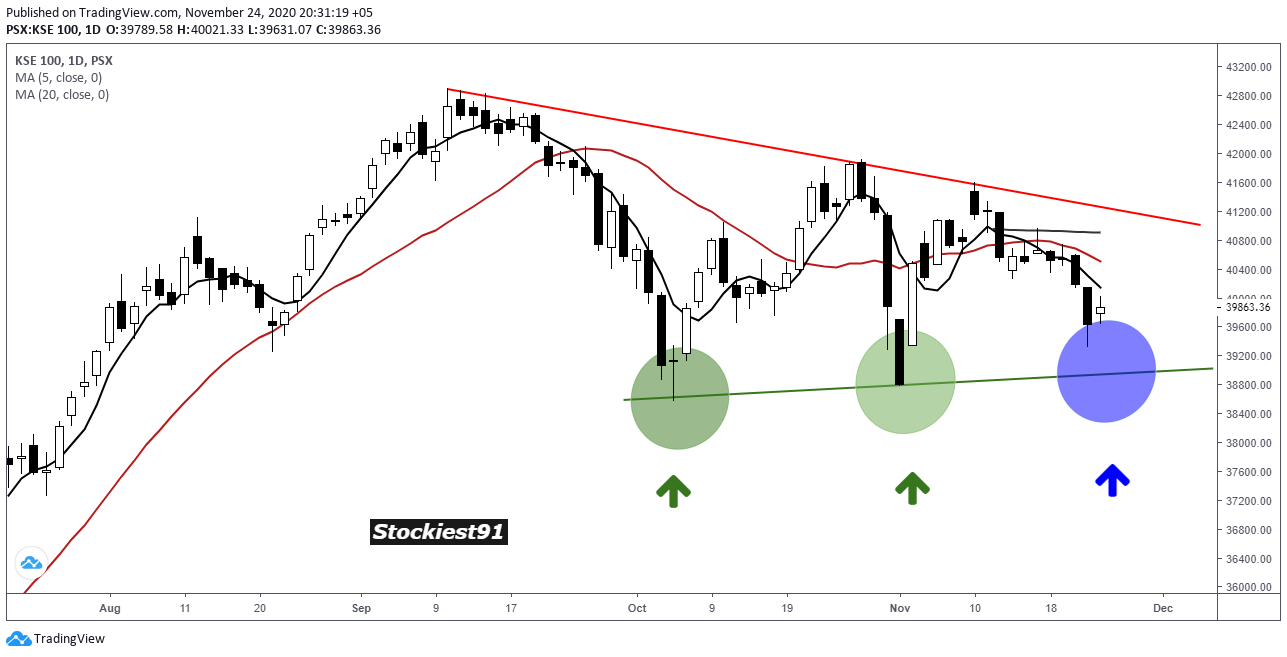 Published on TradingView.com, November 24, 2020 20:31:19 +05
PSX:KSE 100, 1D O:39789.58 H:40021.33 L:39631.07 C:39863.36
KSE 100, 1D, PSX
MA (5, close, 0)
MA (20, close, 0)
43200.00
42800.00
42400.00
42000.00
41600.00
41200.00
40800.00
40400.00
40000.00
39863.36
39600.00
39200.00
38800.00
38400.00
38000.00
37600.00
37200.00
36800.00
36400.00
36000.00
Stockiest91
Aug 11 20 Sep 9 17 Oct 9 19 Nov 10 18 Dec
TradingView